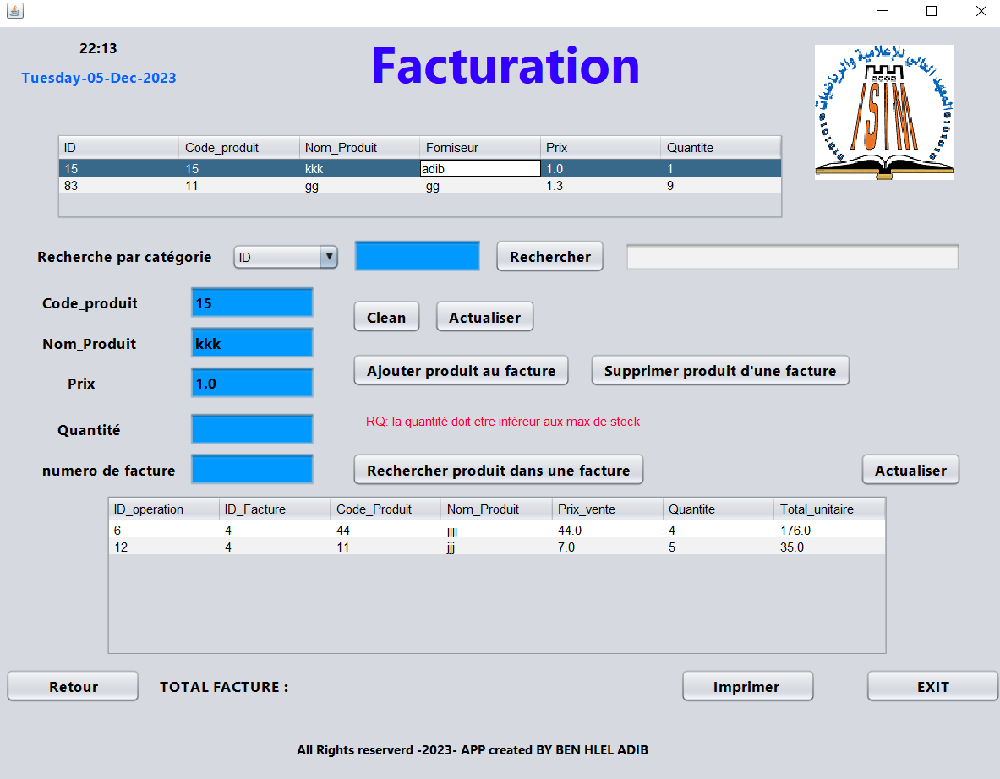 22:13
Facturation
Tuesday-05-Dec-2023
المعهد العالي للإعلامية والرياضيات
2002
ISIM
ID Code_produit Nom_Produit Forniseur Prix Quantite
15 15 kkk adib 1.0 1
83 11 gg gg 1.3 9
Recherche par catégorie ID Rechercher
Code_produit 15
Clean Actualiser
Nom_Produit kkk
Ajouter produit au facture Supprimer produit d'une facture
Prix 1.0
Quantité
RQ: la quantité doit etre inféreur aux max de stock
numero de facture Rechercher produit dans une facture Actualiser
ID_operation ID_Facture Code_Produit Nom_Produit Prix_vente Quantite Total_unitaire
6 4 44 jjjj 44.0 4 176.0
12 4 11 jjj 7.0 5 35.0
Retour TOTAL FACTURE : Imprimer EXIT
All Rights reserverd -2023- APP created BY BEN HLEL ADIB